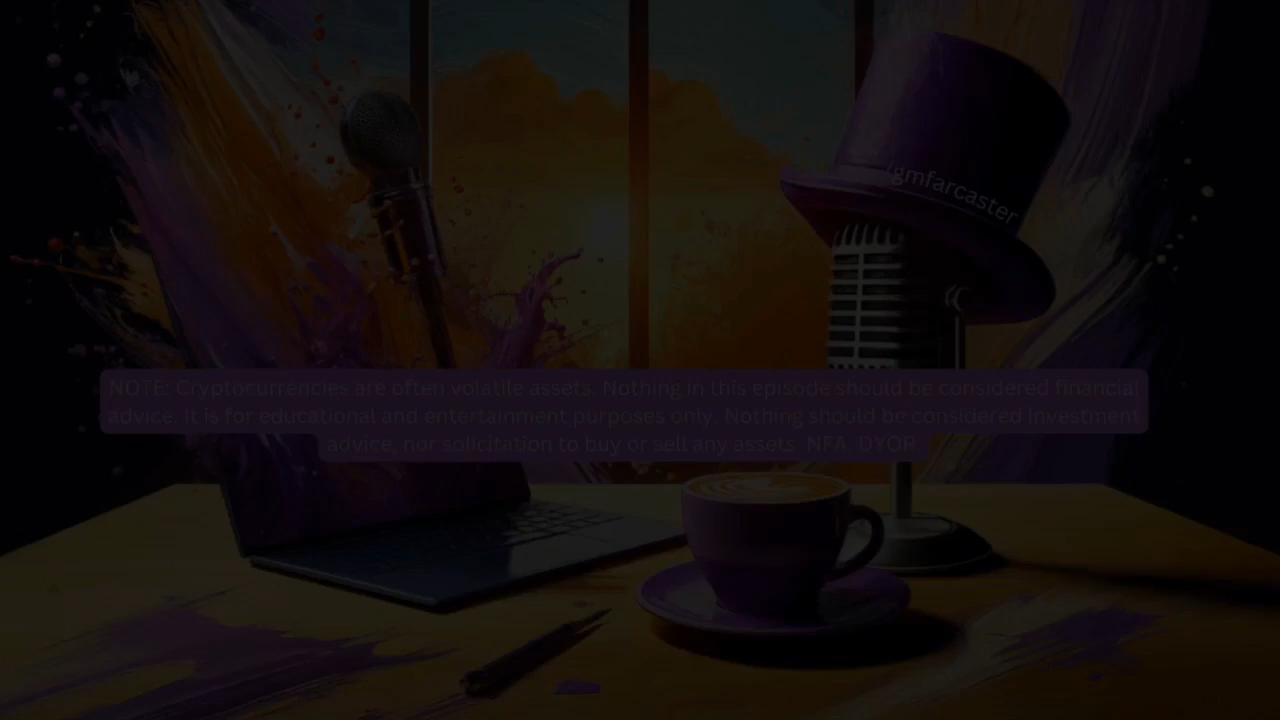 /gmfarcaster
NOTE: Cryptocurrencies are often volatile assets. Nothing in this episode should be considered financial
advice. It is for educational and entertainment purposes only. Nothing should be considered Investment
advice, nor solicitation to buy or sell any assets. NFA. DYOR.